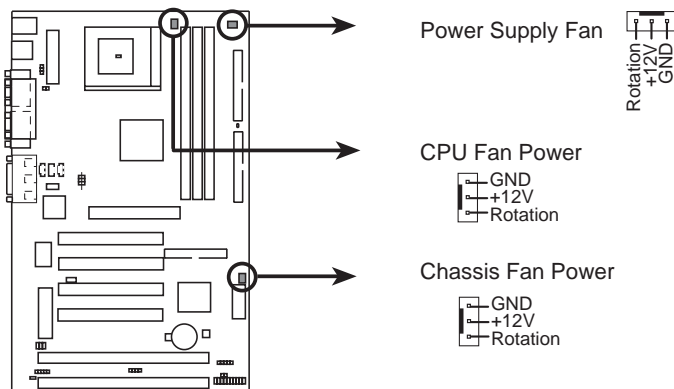 Power Supply Fan
Rotation
+12V
GND
CPU Fan Power
GND
+12V
Rotation
Chassis Fan Power
GND
+12V
Rotation